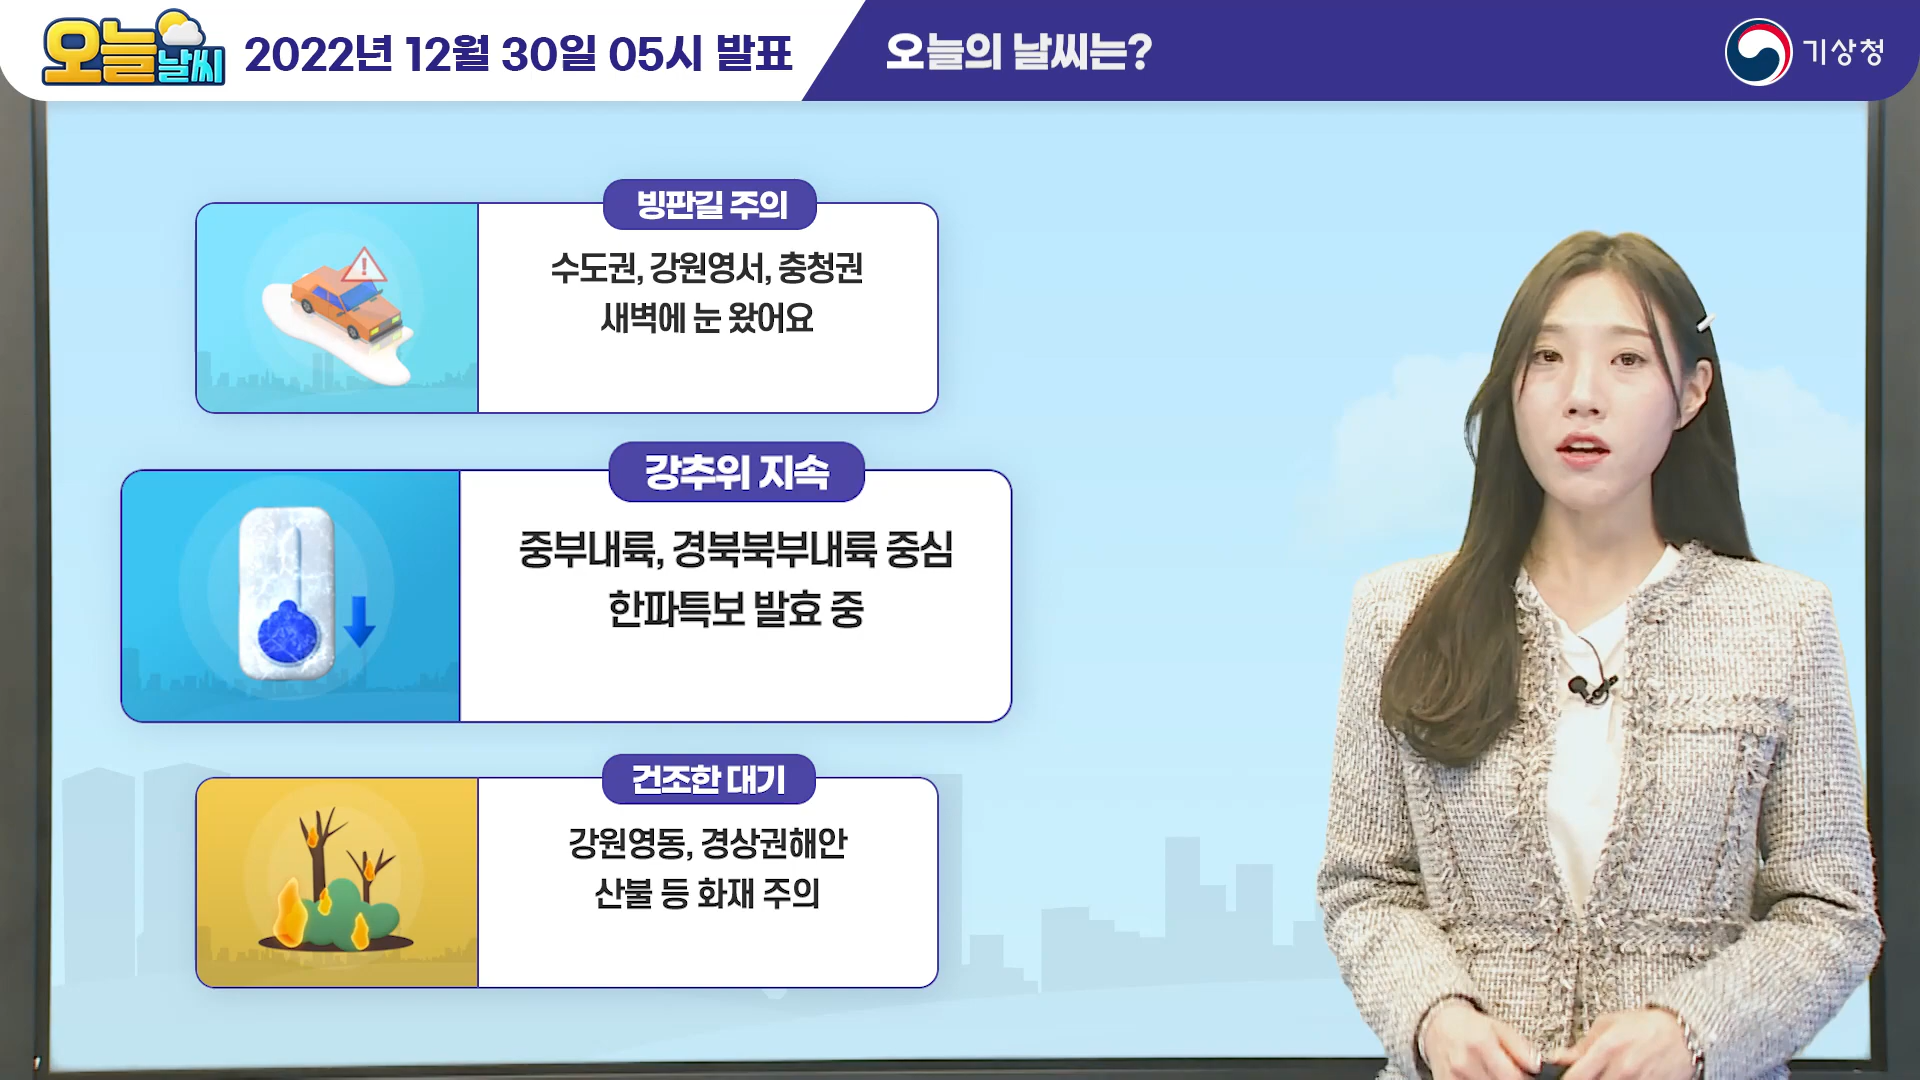 오늘날씨
2022년 12월 30일 05시 발표
오늘의 날씨는?
기상청
빙판길 주의
수도권, 강원영서, 충청권
새벽에 눈 왔어요
강추위 지속
중부내륙, 경북북부내륙 중심
한파특보 발효 중
건조한 대기
강원영동, 경상권해안
산불 등 화재 주의